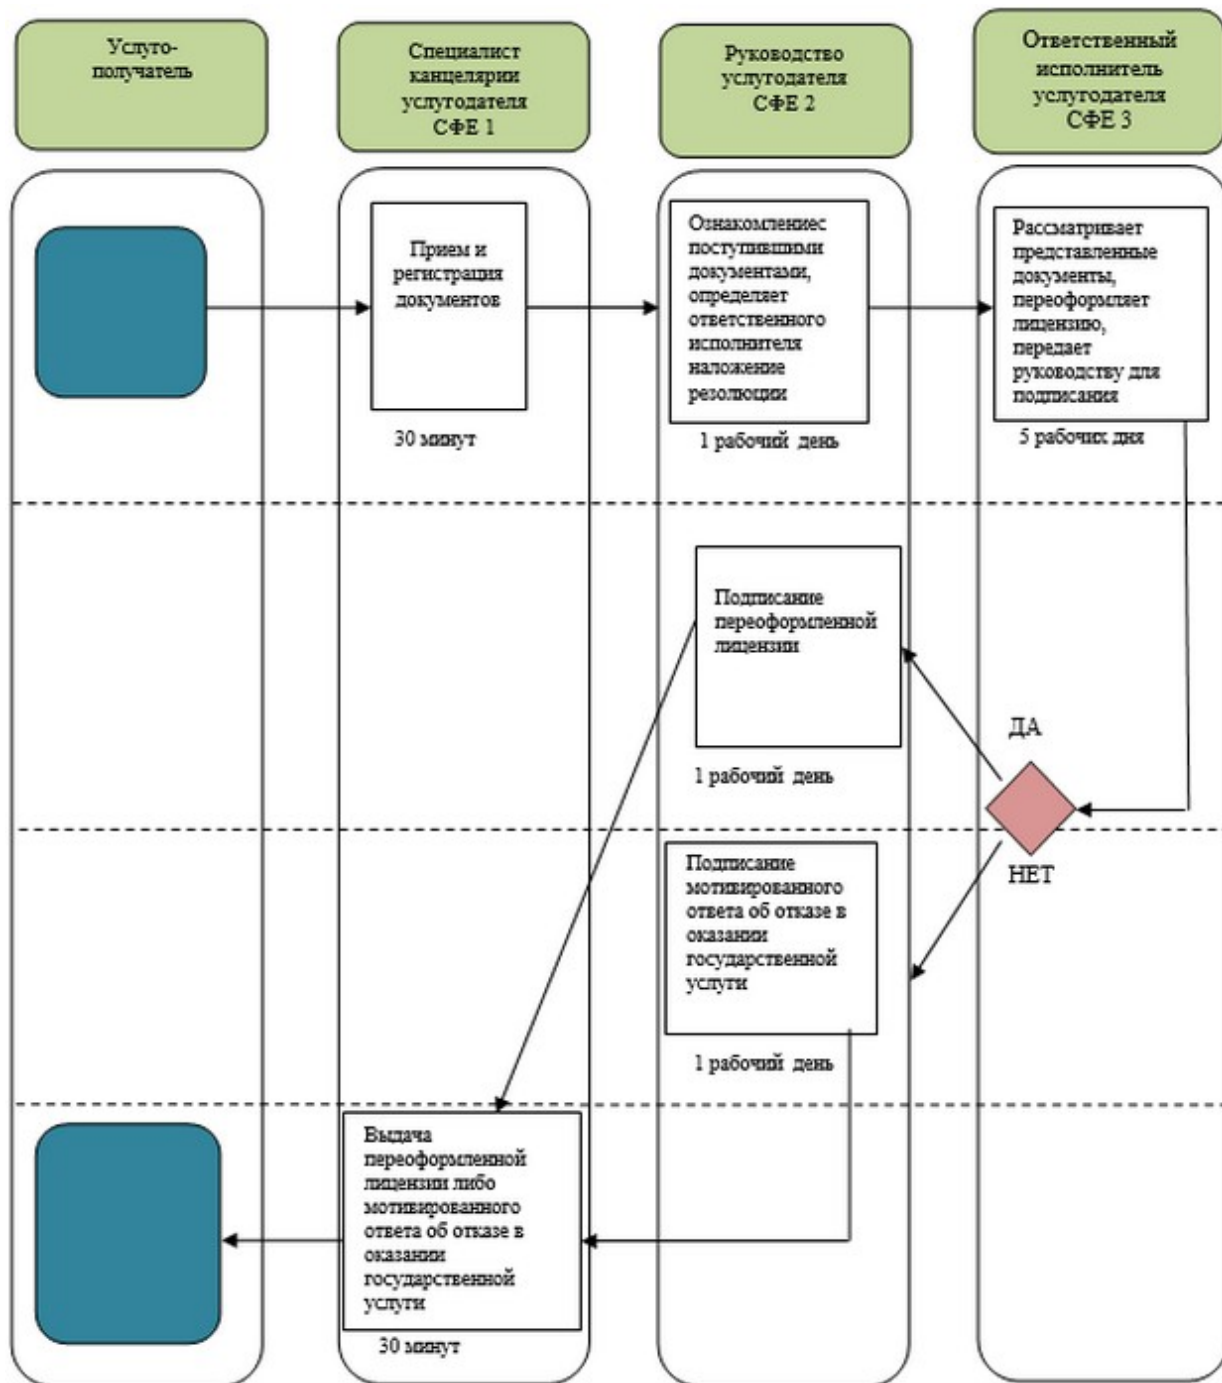 Услуго-
получатель
Специалист
канцелярии
услугодателя
СФЕ 1
Руководство
услугодателя
СФЕ 2
Ответственный
исполнитель
услугодателя
СФЕ 3
Прием и
регистрация
документов
30 минут
Ознакомлениес
поступившими
документами,
определяет
ответственного
исполнителя
наложение
резолюции
1 рабочий день
Рассматривает
представленные
документы,
переоформляет
лицензию,
передает
руководству для
подписания
5 рабочих дня
Подписание
переоформленной
лицензии
1 рабочий день
ДА
НЕТ
Подписание
мотивированного
ответа об отказе в
оказании
государственной
услуги
1 рабочий день
Выдача
переоформленной
лицензии либо
мотивированного
ответа об отказе в
оказании
государственной
услуги
30 минут